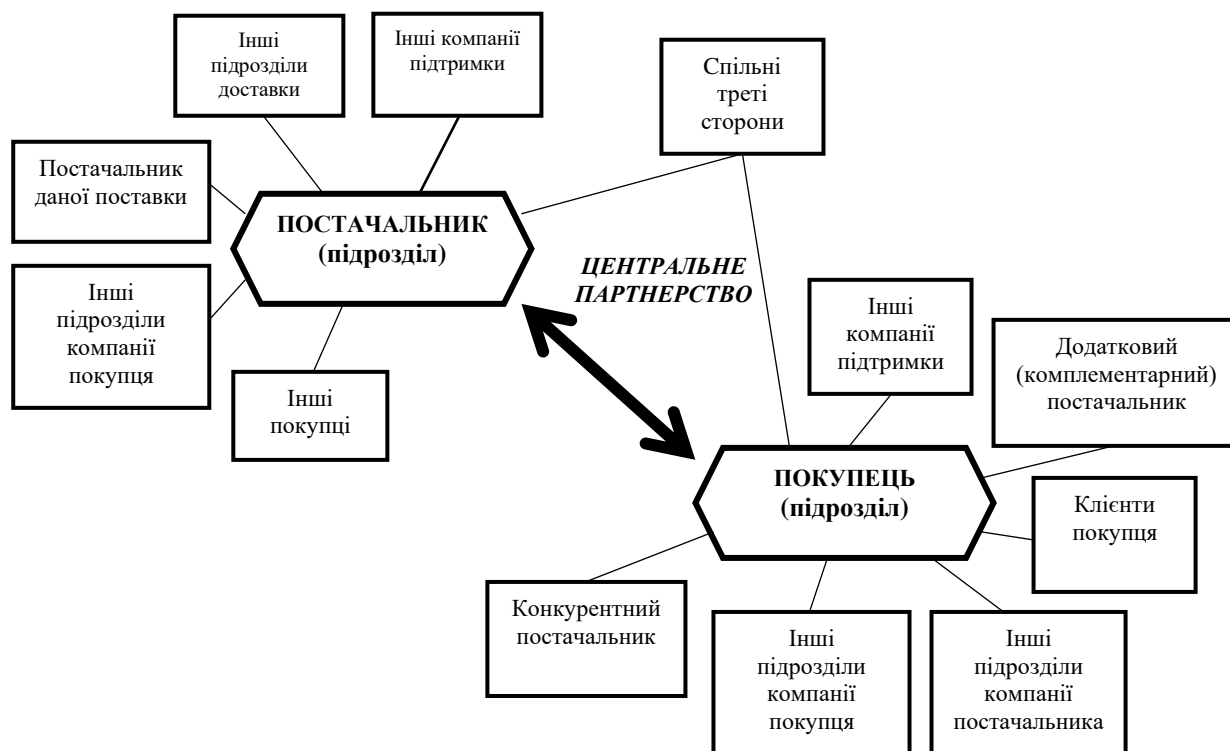 Інші
підрозділи
доставки
Інші компанії
підтримки
Спільні
треті
сторони
Постачальник
даної поставки
ПОСТАЧАЛЬНИК
(підрозділ)
ЦЕНТРАЛЬНЕ
ПАРТНЕРСТВО
Інші
підрозділи
компанії
покупця
Інші
покупці
Інші
компанії
підтримки
Додатковий
(комплементарний)
постачальник
ПОКУПЕЦЬ
(підрозділ)
Клієнти
покупця
Конкурентний
постачальник
Інші
підрозділи
компанії
покупця
Інші
підрозділи
компанії
постачальника